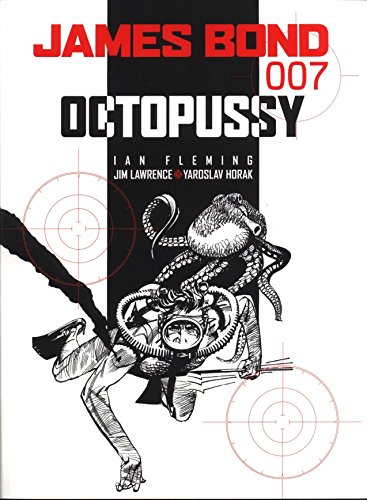 JAMES BOND
007
OCTOPUSSY
IAN FLEMING
JIM LAWRENCE YAROSLAV HORAK